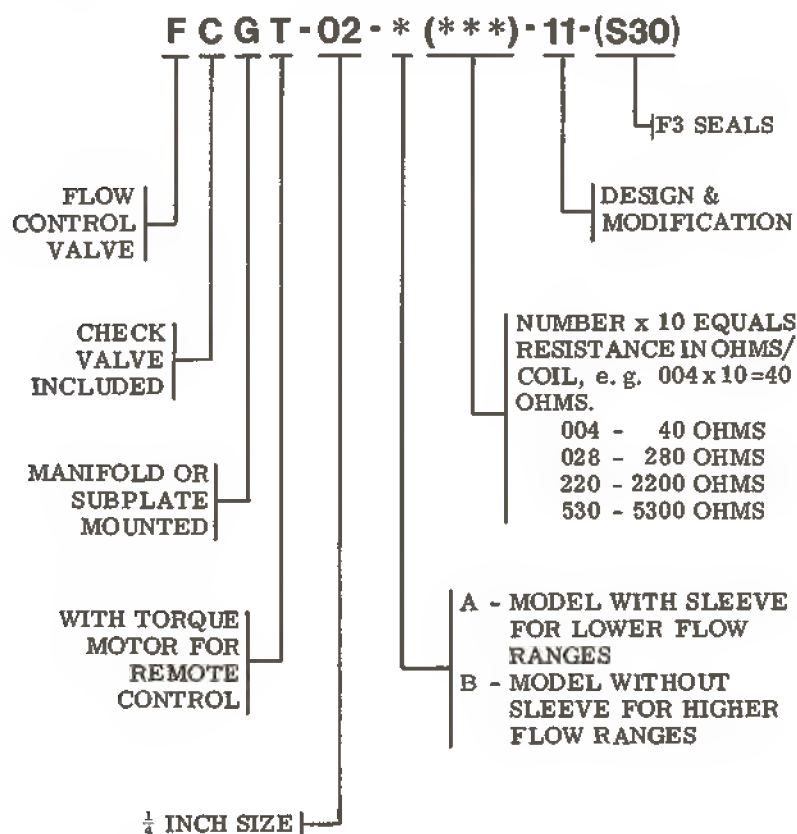 F C G T - 02 - * (***) - 11 - (S30)
F3 SEALS
FLOW
CONTROL
VALVE
DESIGN &
MODIFICATION
CHECK
VALVE
INCLUDED
NUMBER x 10 EQUALS
RESISTANCE IN OHMS/
COIL, e. g. 004 x 10 = 40
OHMS.
004 - 40 OHMS
028 - 280 OHMS
220 - 2200 OHMS
530 - 5300 OHMS
MANIFOLD OR
SUBPLATE
MOUNTED
WITH TORQUE
MOTOR FOR
REMOTE
CONTROL
A - MODEL WITH SLEEVE
FOR LOWER FLOW
RANGES
B - MODEL WITHOUT
SLEEVE FOR HIGHER
FLOW RANGES
¼ INCH SIZE